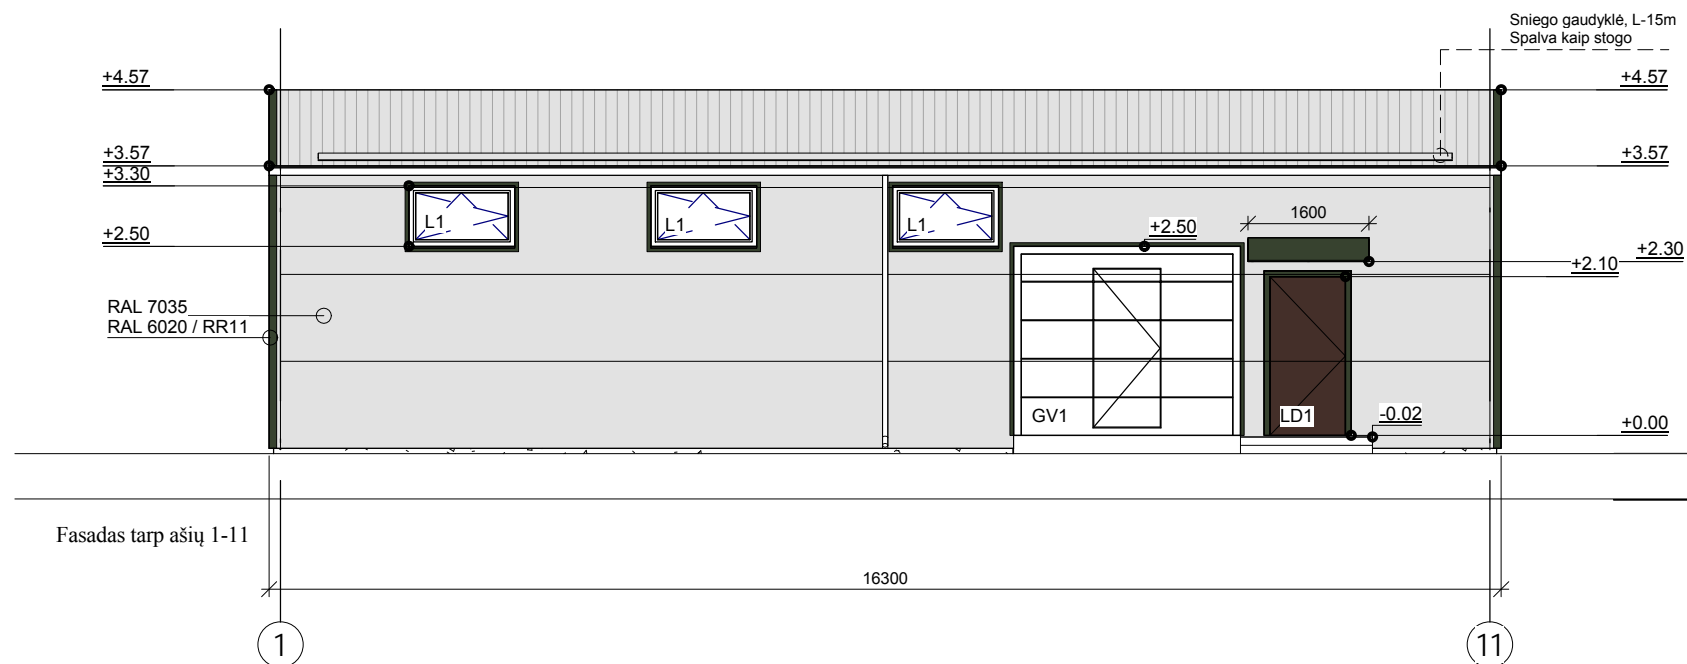 Sniego gaudyklė, L-15m
Spalva kaip stogo
+4.57
+4.57
+3.57
+3.57
+3.30
L1
L1
L1
1600
+2.50
+2.50
+2.30
+2.10
RAL 7035
RAL 6020 / RR11
GV1
LD1
-0.02
+0.00
Fasadas tarp ašių 1-11
16300
1
11